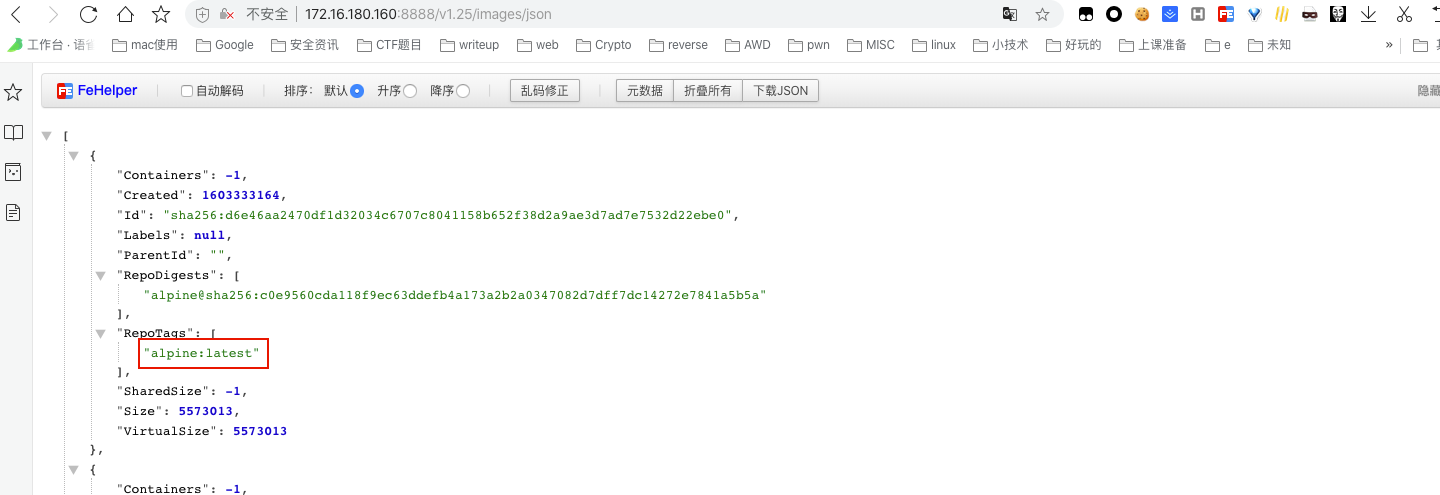 不安全 | 172.16.180.160:8888/v1.25/images/json
工作台 · 语雀 mac使用 Google 安全资讯 CTF题目 writeup web Crypto reverse AWD pwn MISC linux 小技术 好玩的 上课准备 e 未知 »
FeHelper 自动解码 排序: 默认 升序 降序 乱码修正 元数据 折叠所有 下载JSON 隐藏
[
{
"Containers": -1,
"Created": 1603333164,
"Id": "sha256:d6e46aa2470df1d32034c6707c8041158b652f38d2a9ae3d7ad7e7532d22ebe0",
"Labels": null,
"ParentId": "",
"RepoDigests": [
"alpine@sha256:c0e9560cda118f9ec63ddefb4a173a2b2a0347082d7dff7dc14272e7841a5b5a"
],
"RepoTags": [
"alpine:latest"
],
"SharedSize": -1,
"Size": 5573013,
"VirtualSize": 5573013
},
{
"Containers": -1,